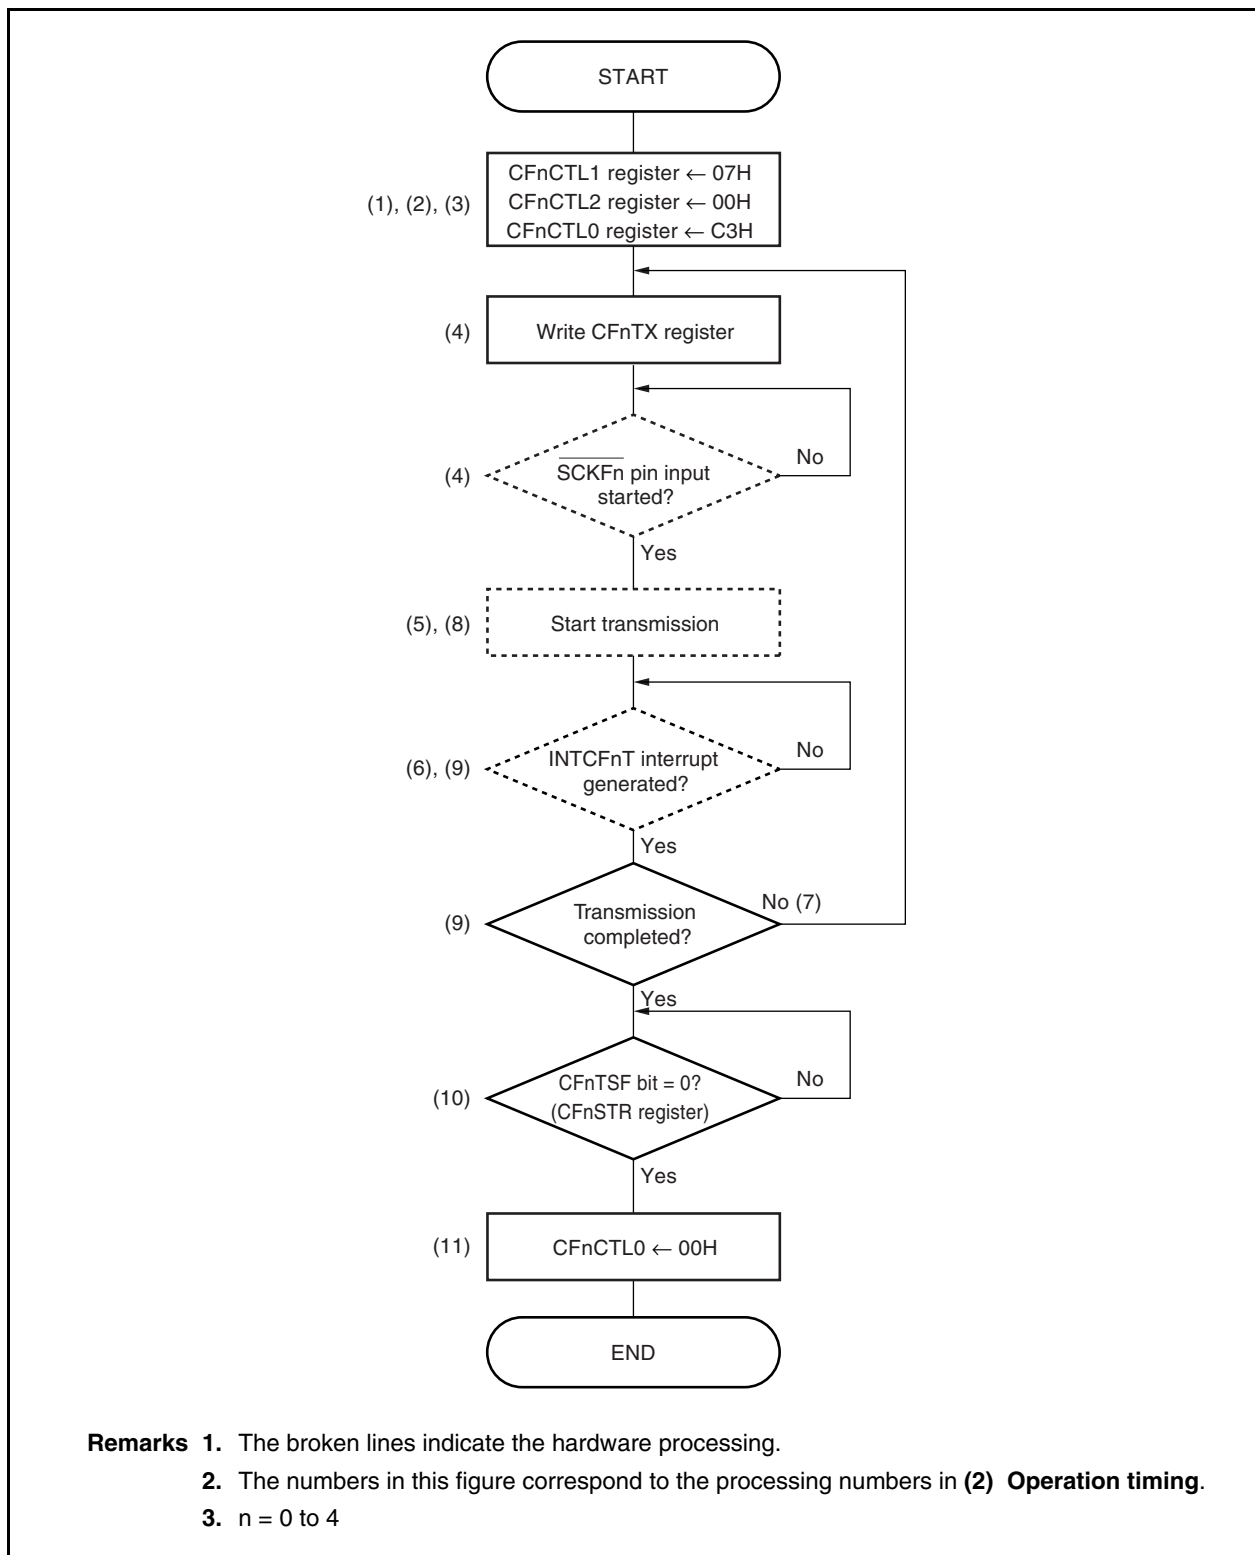 START
CFnCTL1 register ← 07H
(1), (2), (3) CFnCTL2 register ← 00H
CFnCTL0 register ← C3H
(4) Write CFnTX register
(4) SCKFn pin input No
started?
Yes
(5), (8) Start transmission
(6), (9) INTCFnT interrupt No
generated?
Yes
(9) Transmission No (7)
completed?
Yes
CFnTSF bit = 0? No
(10) (CFnSTR register)
Yes
(11) CFnCTL0 ← 00H
END
Remarks 1. The broken lines indicate the hardware processing.
2. The numbers in this figure correspond to the processing numbers in (2) Operation timing.
3. n = 0 to 4